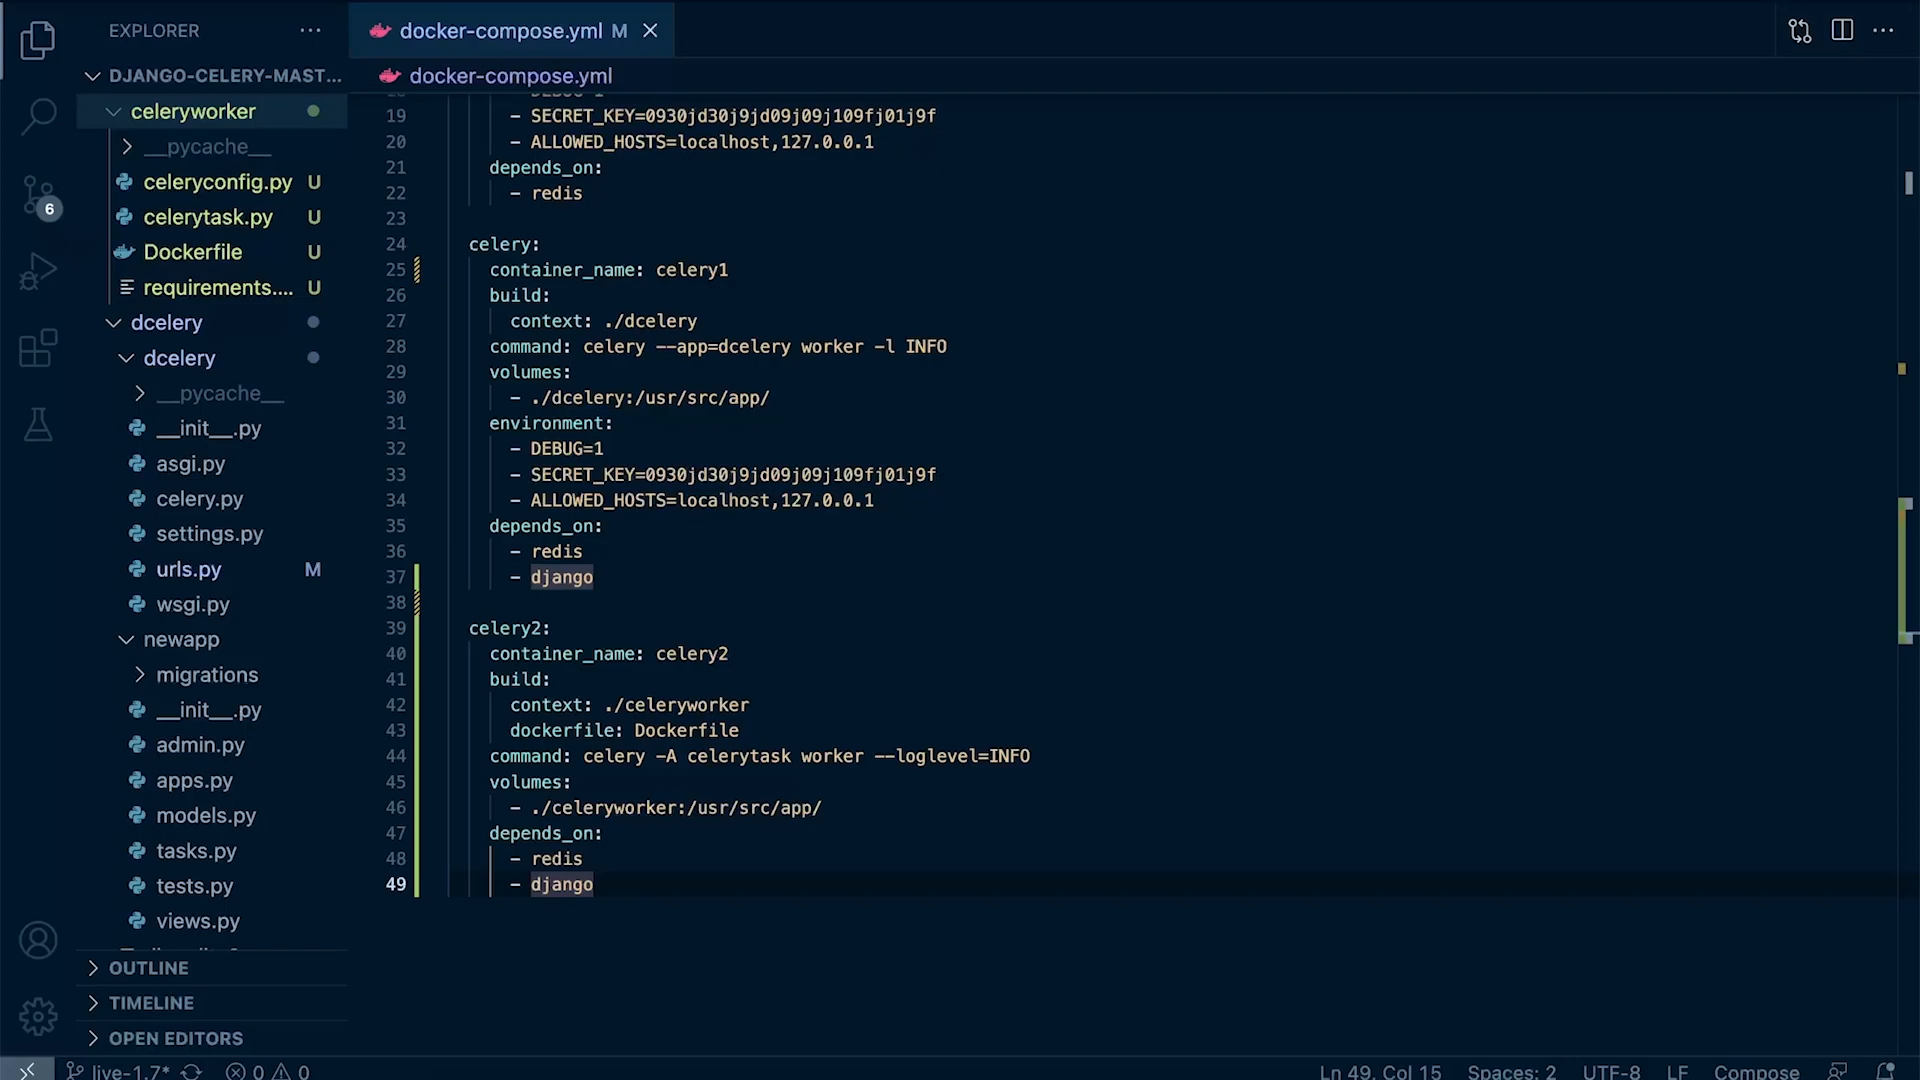 EXPLORER
DJANGO-CELERY-MAST...
celeryworker
__pycache__
celeryconfig.py U
celerytask.py U
Dockerfile U
requirements.... U
dcelery
dcelery
__pycache__
__init__.py
asgi.py
celery.py
settings.py
urls.py M
wsgi.py
newapp
migrations
__init__.py
admin.py
apps.py
models.py
tasks.py
tests.py
views.py
OUTLINE
TIMELINE
OPEN EDITORS
6
docker-compose.yml M
docker-compose.yml
19 - SECRET_KEY=0930jd30j9jd09j09j109fj01j9f
20 - ALLOWED_HOSTS=localhost,127.0.0.1
21 depends_on:
22 - redis
23
24 celery:
25 container_name: celery1
26 build:
27 context: ./dcelery
28 command: celery --app=dcelery worker -l INFO
29 volumes:
30 - ./dcelery:/usr/src/app/
31 environment:
32 - DEBUG=1
33 - SECRET_KEY=0930jd30j9jd09j09j109fj01j9f
34 - ALLOWED_HOSTS=localhost,127.0.0.1
35 depends_on:
36 - redis
37 - django
38
39 celery2:
40 container_name: celery2
41 build:
42 context: ./celeryworker
43 dockerfile: Dockerfile
44 command: celery -A celerytask worker --loglevel=INFO
45 volumes:
46 - ./celeryworker:/usr/src/app/
47 depends_on:
48 - redis
49 - django
live-1.7* 0 0 Ln 49, Col 15 Spaces: 2 UTF-8 LF Compose